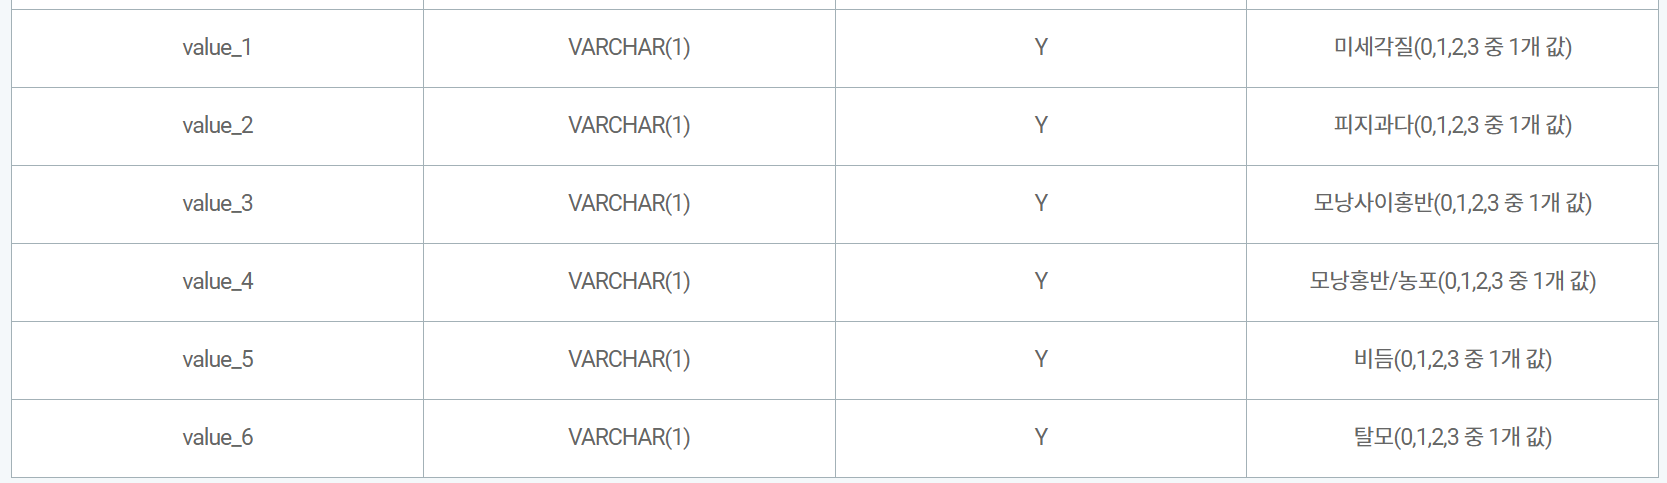 value_1 VARCHAR(1) Y 미세각질(0,1,2,3 중 1개 값)
value_2 VARCHAR(1) Y 피지과다(0,1,2,3 중 1개 값)
value_3 VARCHAR(1) Y 모낭사이홍반(0,1,2,3 중 1개 값)
value_4 VARCHAR(1) Y 모낭홍반/농포(0,1,2,3 중 1개 값)
value_5 VARCHAR(1) Y 비듬(0,1,2,3 중 1개 값)
value_6 VARCHAR(1) Y 탈모(0,1,2,3 중 1개 값)